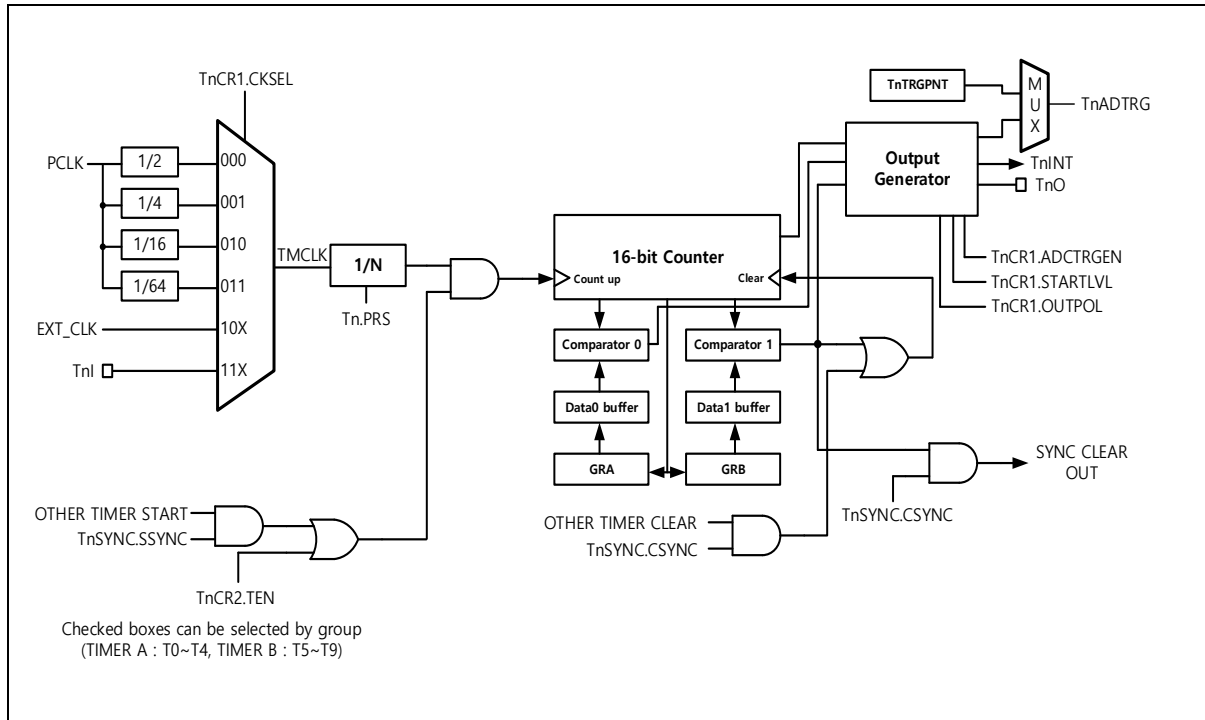 TnCR1.CKSEL
PCLK
1/2
000
1/4
001
1/16
010
1/64
011
EXT_CLK
10X
TnI
11X
TMCLK
1/N
Tn.PRS
OTHER TIMER START
TnSYNC.SSYNC
TnCR2.TEN
Checked boxes can be selected by group
(TIMER A : T0~T4, TIMER B : T5~T9)
16-bit Counter
Count up
Clear
Comparator 0
Comparator 1
Data0 buffer
Data1 buffer
GRA
GRB
OTHER TIMER CLEAR
TnSYNC.CSYNC
TnTRGPNT
M
U
X
TnADTRG
Output
Generator
TnINT
TnO
TnCR1.ADCTRGEN
TnCR1.STARTLVL
TnCR1.OUTPOL
SYNC CLEAR
OUT
TnSYNC.CSYNC